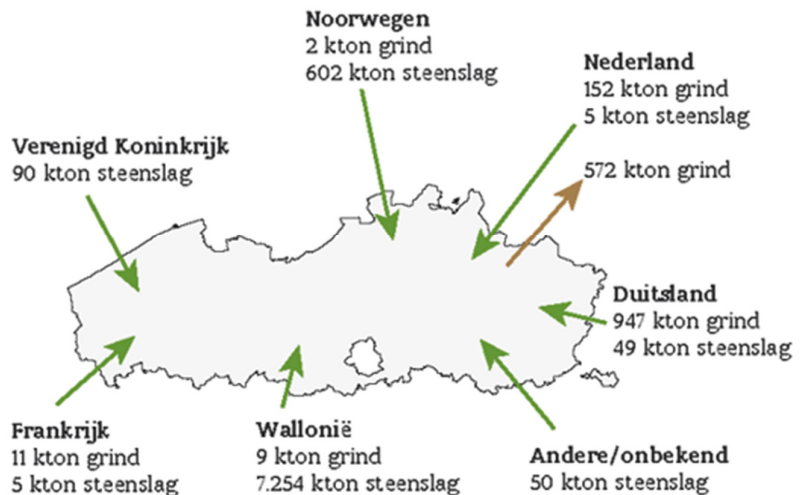 Noorwegen
2 kton grind
602 kton steenslag
Nederland
152 kton grind
5 kton steenslag
572 kton grind
Verenigd Koninkrijk
90 kton steenslag
Duitsland
947 kton grind
49 kton steenslag
Frankrijk
11 kton grind
5 kton steenslag
Wallonië
9 kton grind
7.254 kton steenslag
Andere/onbekend
50 kton steenslag